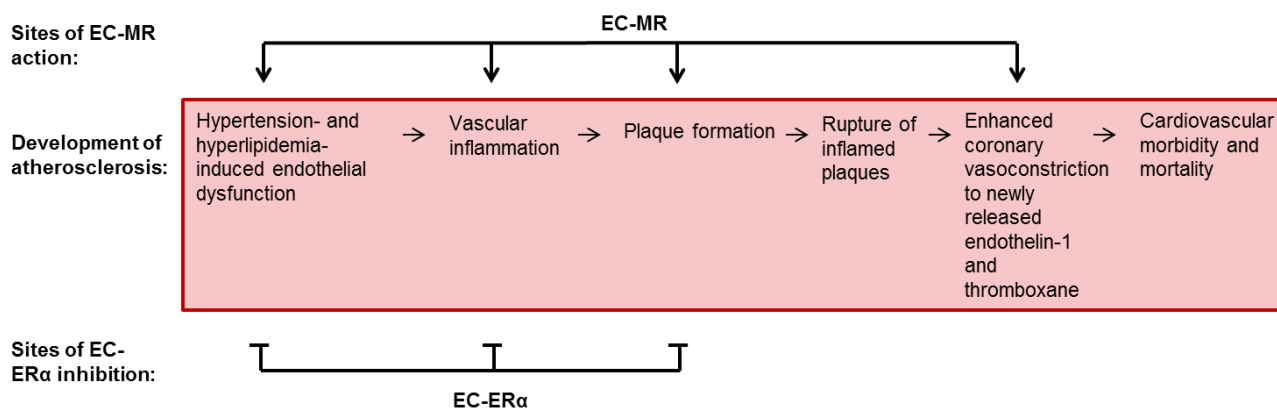 Sites of EC-MR
action:
EC-MR
Development of
atherosclerosis:
Hypertension- and
hyperlipidemia-
induced endothelial
dysfunction
Vascular
inflammation
Plaque formation
Rupture of
inflamed
plaques
Enhanced
coronary
vasoconstriction
to newly
released
endothelin-1
and
thromboxane
Cardiovascular
morbidity and
mortality
Sites of EC-
ERα inhibition:
EC-ERα